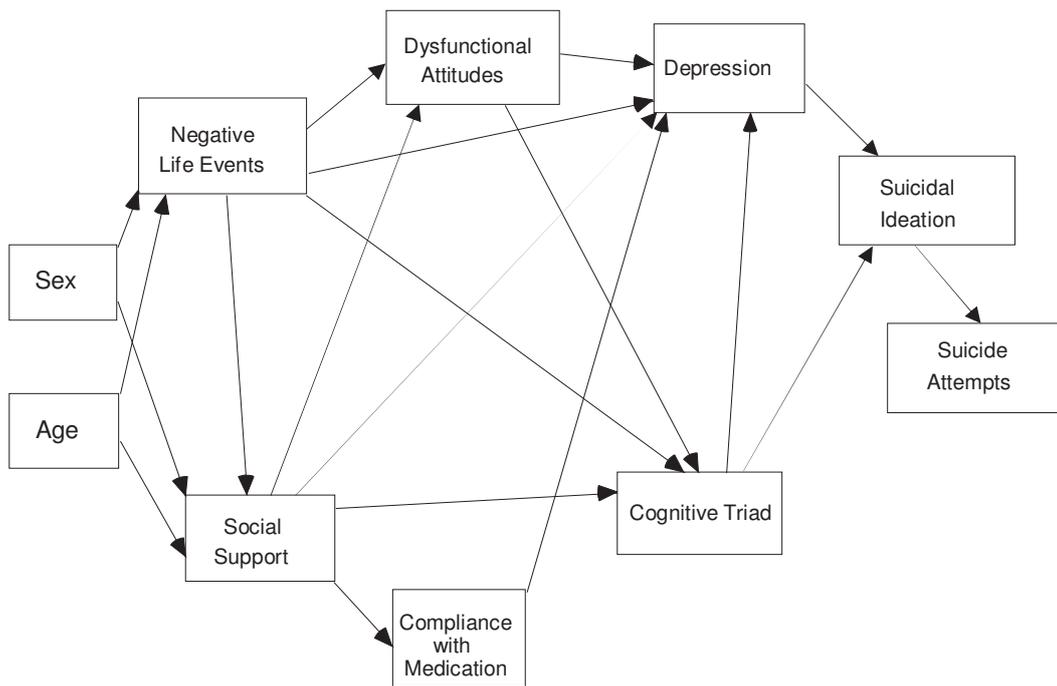 Dysfunctional
Attitudes
Depression
Negative
Life Events
Suicidal
Ideation
Sex
Suicide
Attempts
Age
Social
Support
Cognitive Triad
Compliance
with
Medication